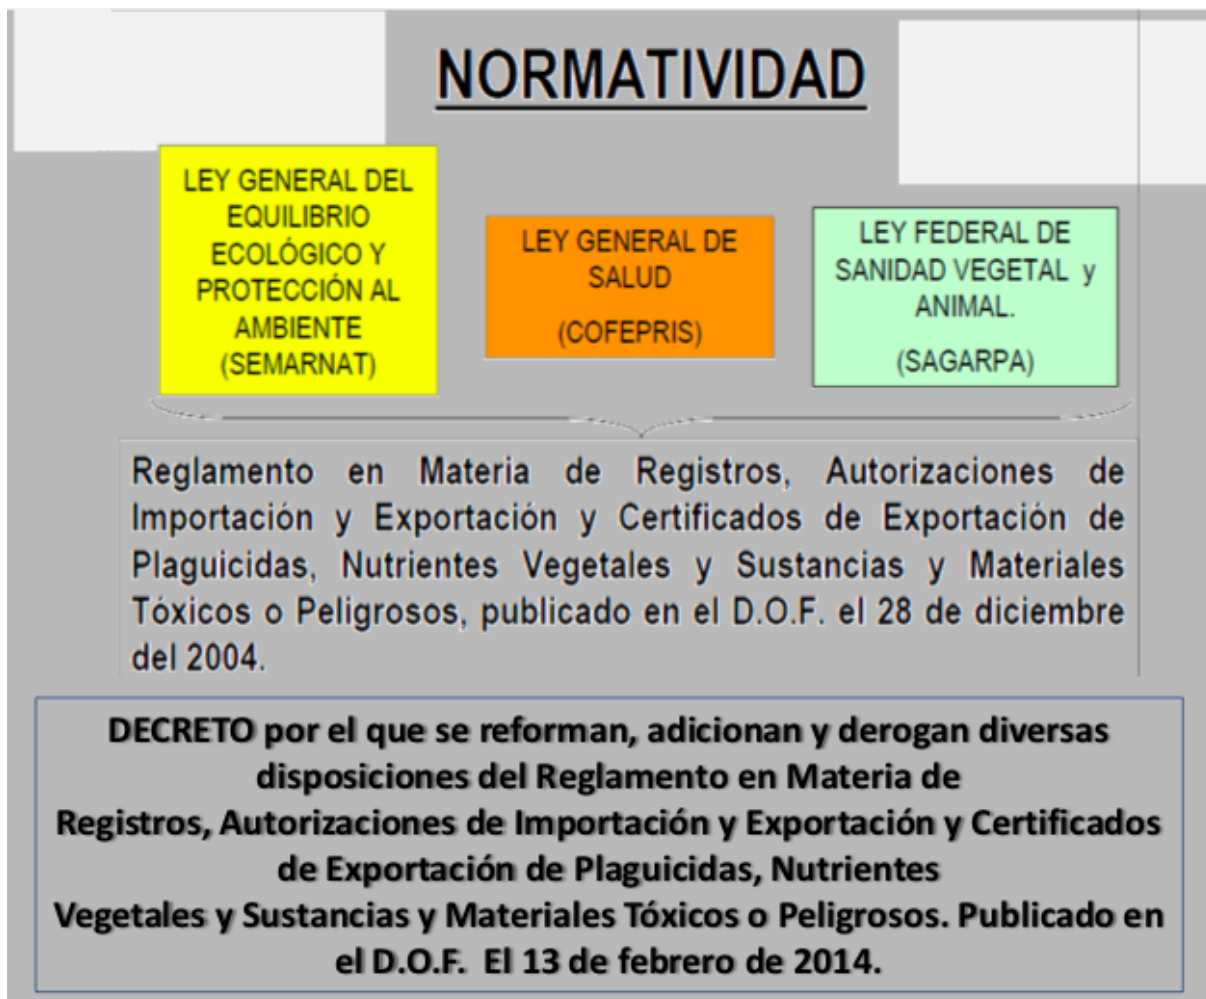 NORMATIVIDAD
LEY GENERAL DEL
EQUILIBRIO
ECOLÓGICO Y
PROTECCIÓN AL
AMBIENTE
(SEMARNAT)
LEY GENERAL DE
SALUD
(COFEPRIS)
LEY FEDERAL DE
SANIDAD VEGETAL y
ANIMAL.
(SAGARPA)
Reglamento en Materia de Registros, Autorizaciones de
Importación y Exportación y Certificados de Exportación de
Plaguicidas, Nutrientes Vegetales y Sustancias y Materiales
Tóxicos o Peligrosos, publicado en el D.O.F. el 28 de diciembre
del 2004.
DECRETO por el que se reforman, adicionan y derogan diversas
disposiciones del Reglamento en Materia de
Registros, Autorizaciones de Importación y Exportación y Certificados
de Exportación de Plaguicidas, Nutrientes
Vegetales y Sustancias y Materiales Tóxicos o Peligrosos. Publicado en
el D.O.F. El 13 de febrero de 2014.